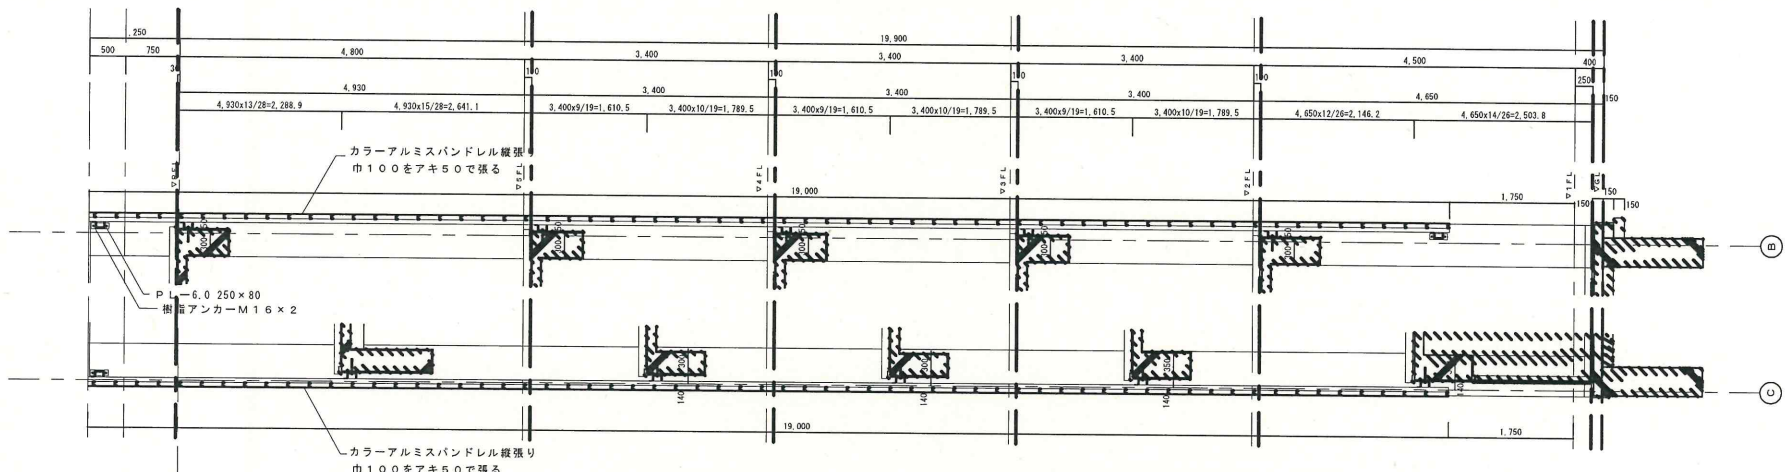 ,250
19,900
500
750
4,800
3,400
3,400
3,400
4,500
400
100
100
100
100
250
4,930
3,400
3,400
3,400
4,650
150
4,930x13/28=2,288.9
4,930x15/28=2,641.1
3,400x9/19=1,610.5
3,400x10/19=1,789.5
3,400x9/19=1,610.5
3,400x10/19=1,789.5
3,400x9/19=1,610.5
3,400x10/19=1,789.5
4,650x12/26=2,146.2
4,650x14/26=2,503.8
カラーアルミスパンドレル縦張
巾100をアキ50で張る
▽5FL
▽4FL
▽3FL
▽2FL
▽1FL
▽GL
19,000
1,750
150
150
150
B
PL-6.0 250×80
樹脂アンカーM16×2
300
300
350
140
140
140
140
C
19,000
1,750
カラーアルミスパンドレル縦張り
巾100をアキ50で張る